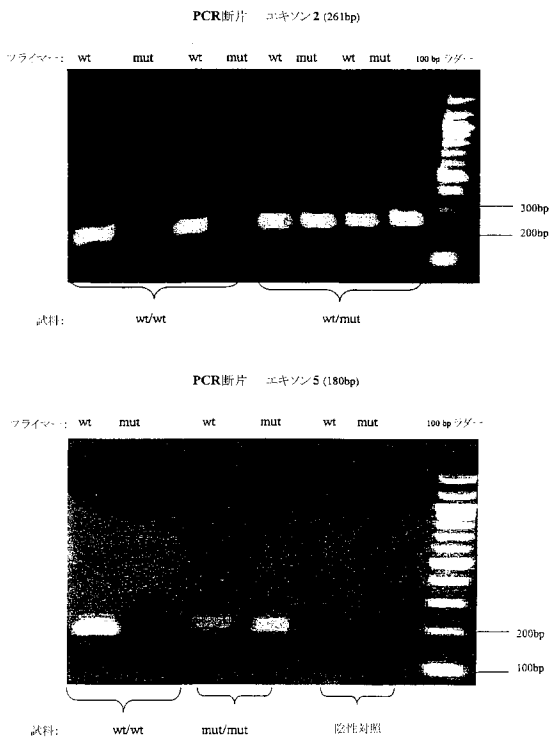 PCR断片 エキソン2 (261bp)
プライマー: wt mut wt mut wt mut wt mut 100 bp ラダー
300bp
200bp
試料: wt/wt wt/mut
PCR断片 エキソン5 (180bp)
プライマー: wt mut wt mut wt mut 100 bp ラダー
200bp
100bp
試料: wt/wt mut/mut 陰性対照